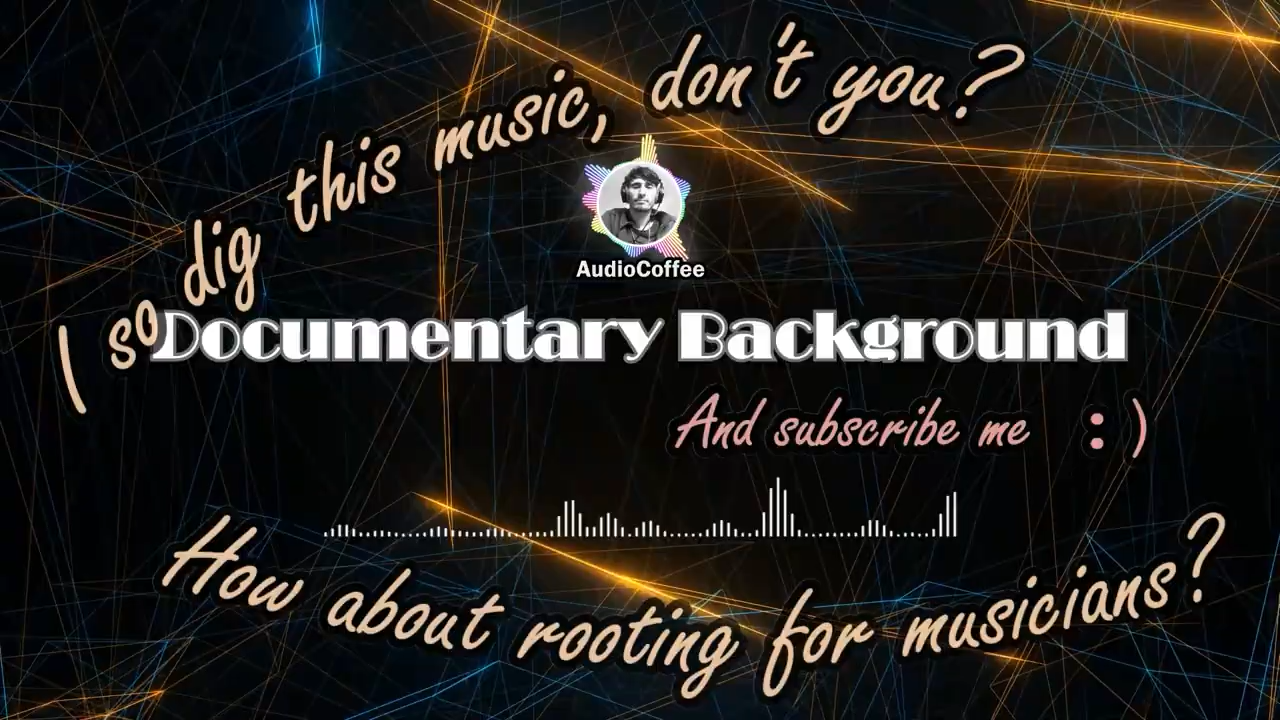 I so dig this music, don't you?
AudioCoffee
Documentary Background
And subscribe me :)
How about rooting for musicians?